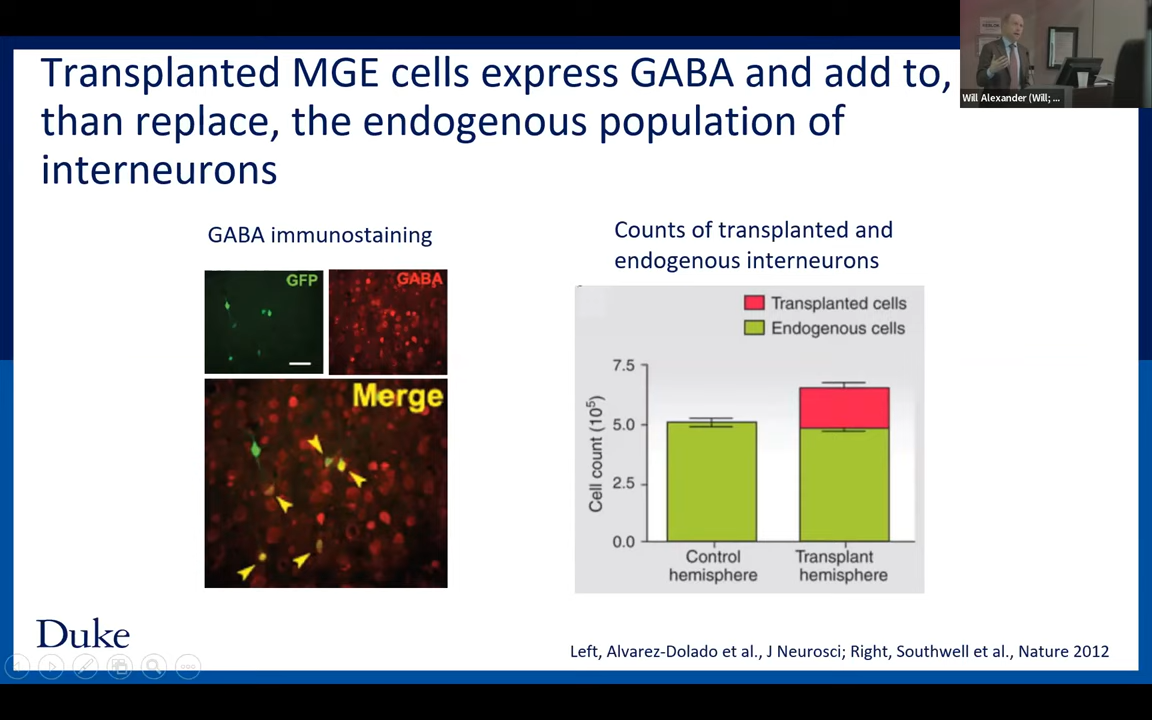 Transplanted MGE cells express GABA and add to,
than replace, the endogenous population of
interneurons
Will Alexander (Will; ...
GABA immunostaining
Counts of transplanted and
endogenous interneurons
GFP
GABA
Merge
Transplanted cells
Endogenous cells
7.5
5.0
2.5
0.0
Cell count (10⁵)
Control
hemisphere
Transplant
hemisphere
Duke
Left, Alvarez-Dolado et al., J Neurosci; Right, Southwell et al., Nature 2012